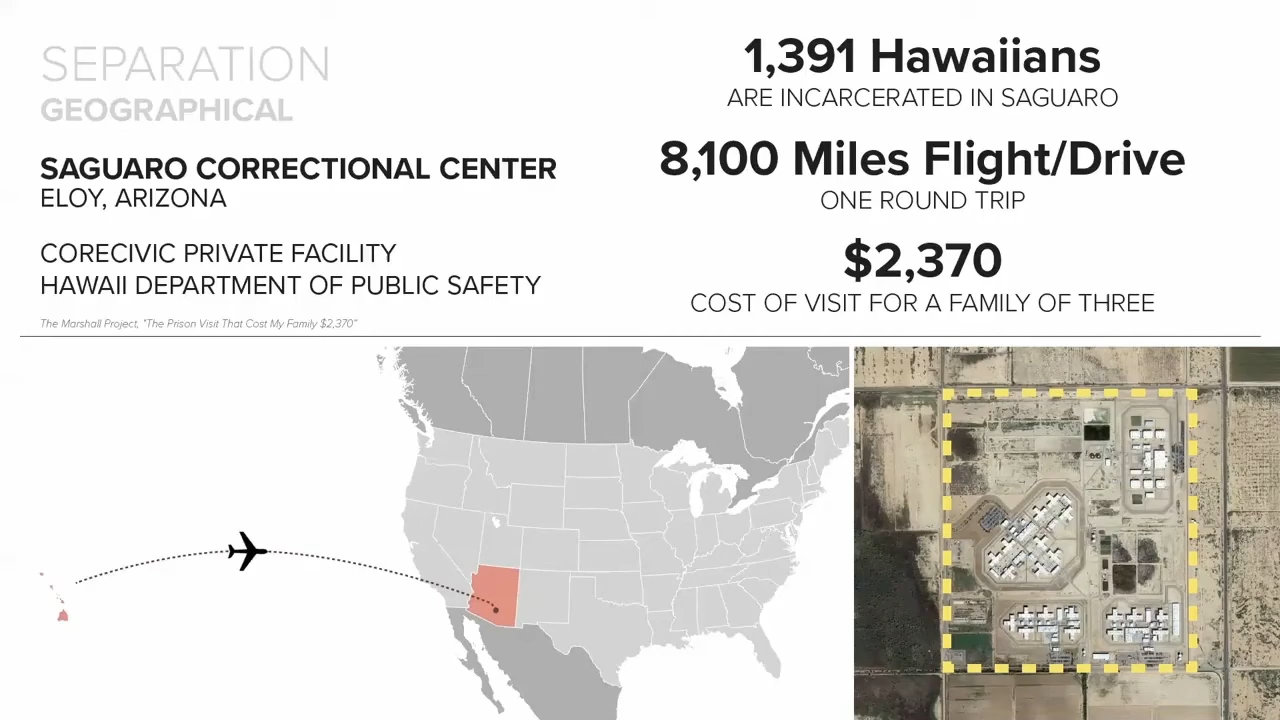 SEPARATION
GEOGRAPHICAL
SAGUARO CORRECTIONAL CENTER
ELOY, ARIZONA
CORECIVIC PRIVATE FACILITY
HAWAII DEPARTMENT OF PUBLIC SAFETY
The Marshall Project, "The Prison Visit That Cost My Family $2,370"
1,391 Hawaiians
ARE INCARCERATED IN SAGUARO
8,100 Miles Flight/Drive
ONE ROUND TRIP
$2,370
COST OF VISIT FOR A FAMILY OF THREE